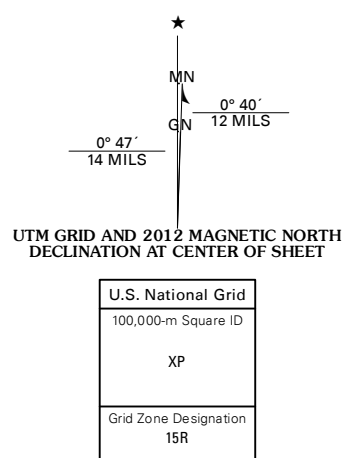 ★
MN
0° 40´
12 MILS
GN
0° 47´
14 MILS
UTM GRID AND 2012 MAGNETIC NORTH
DECLINATION AT CENTER OF SHEET
U.S. National Grid
100,000-m Square ID
XP
Grid Zone Designation
15R